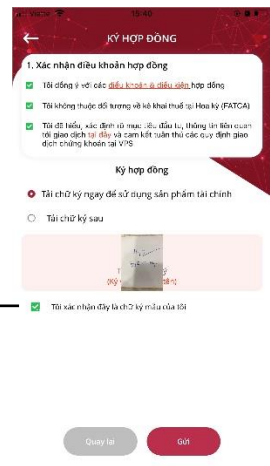 15:40
KÝ HỢP ĐỒNG
1. Xác nhận điều khoản hợp đồng
Tôi đồng ý với các điều khoản & điều kiện hợp đồng
Tôi không thuộc đối tượng về kê khai thuế tại Hoa kỳ (FATCA)
Tôi đã hiểu, xác định rõ mục tiêu đầu tư, thông tin liên quan
tới giao dịch tại đây và cam kết tuân thủ các quy định giao
dịch chứng khoán tại VPS
Ký hợp đồng
Tải chữ ký ngay để sử dụng sản phẩm tài chính
Tải chữ ký sau
(Ký tên)
Tôi xác nhận đây là chữ ký mẫu của tôi
Quay lại
Gửi